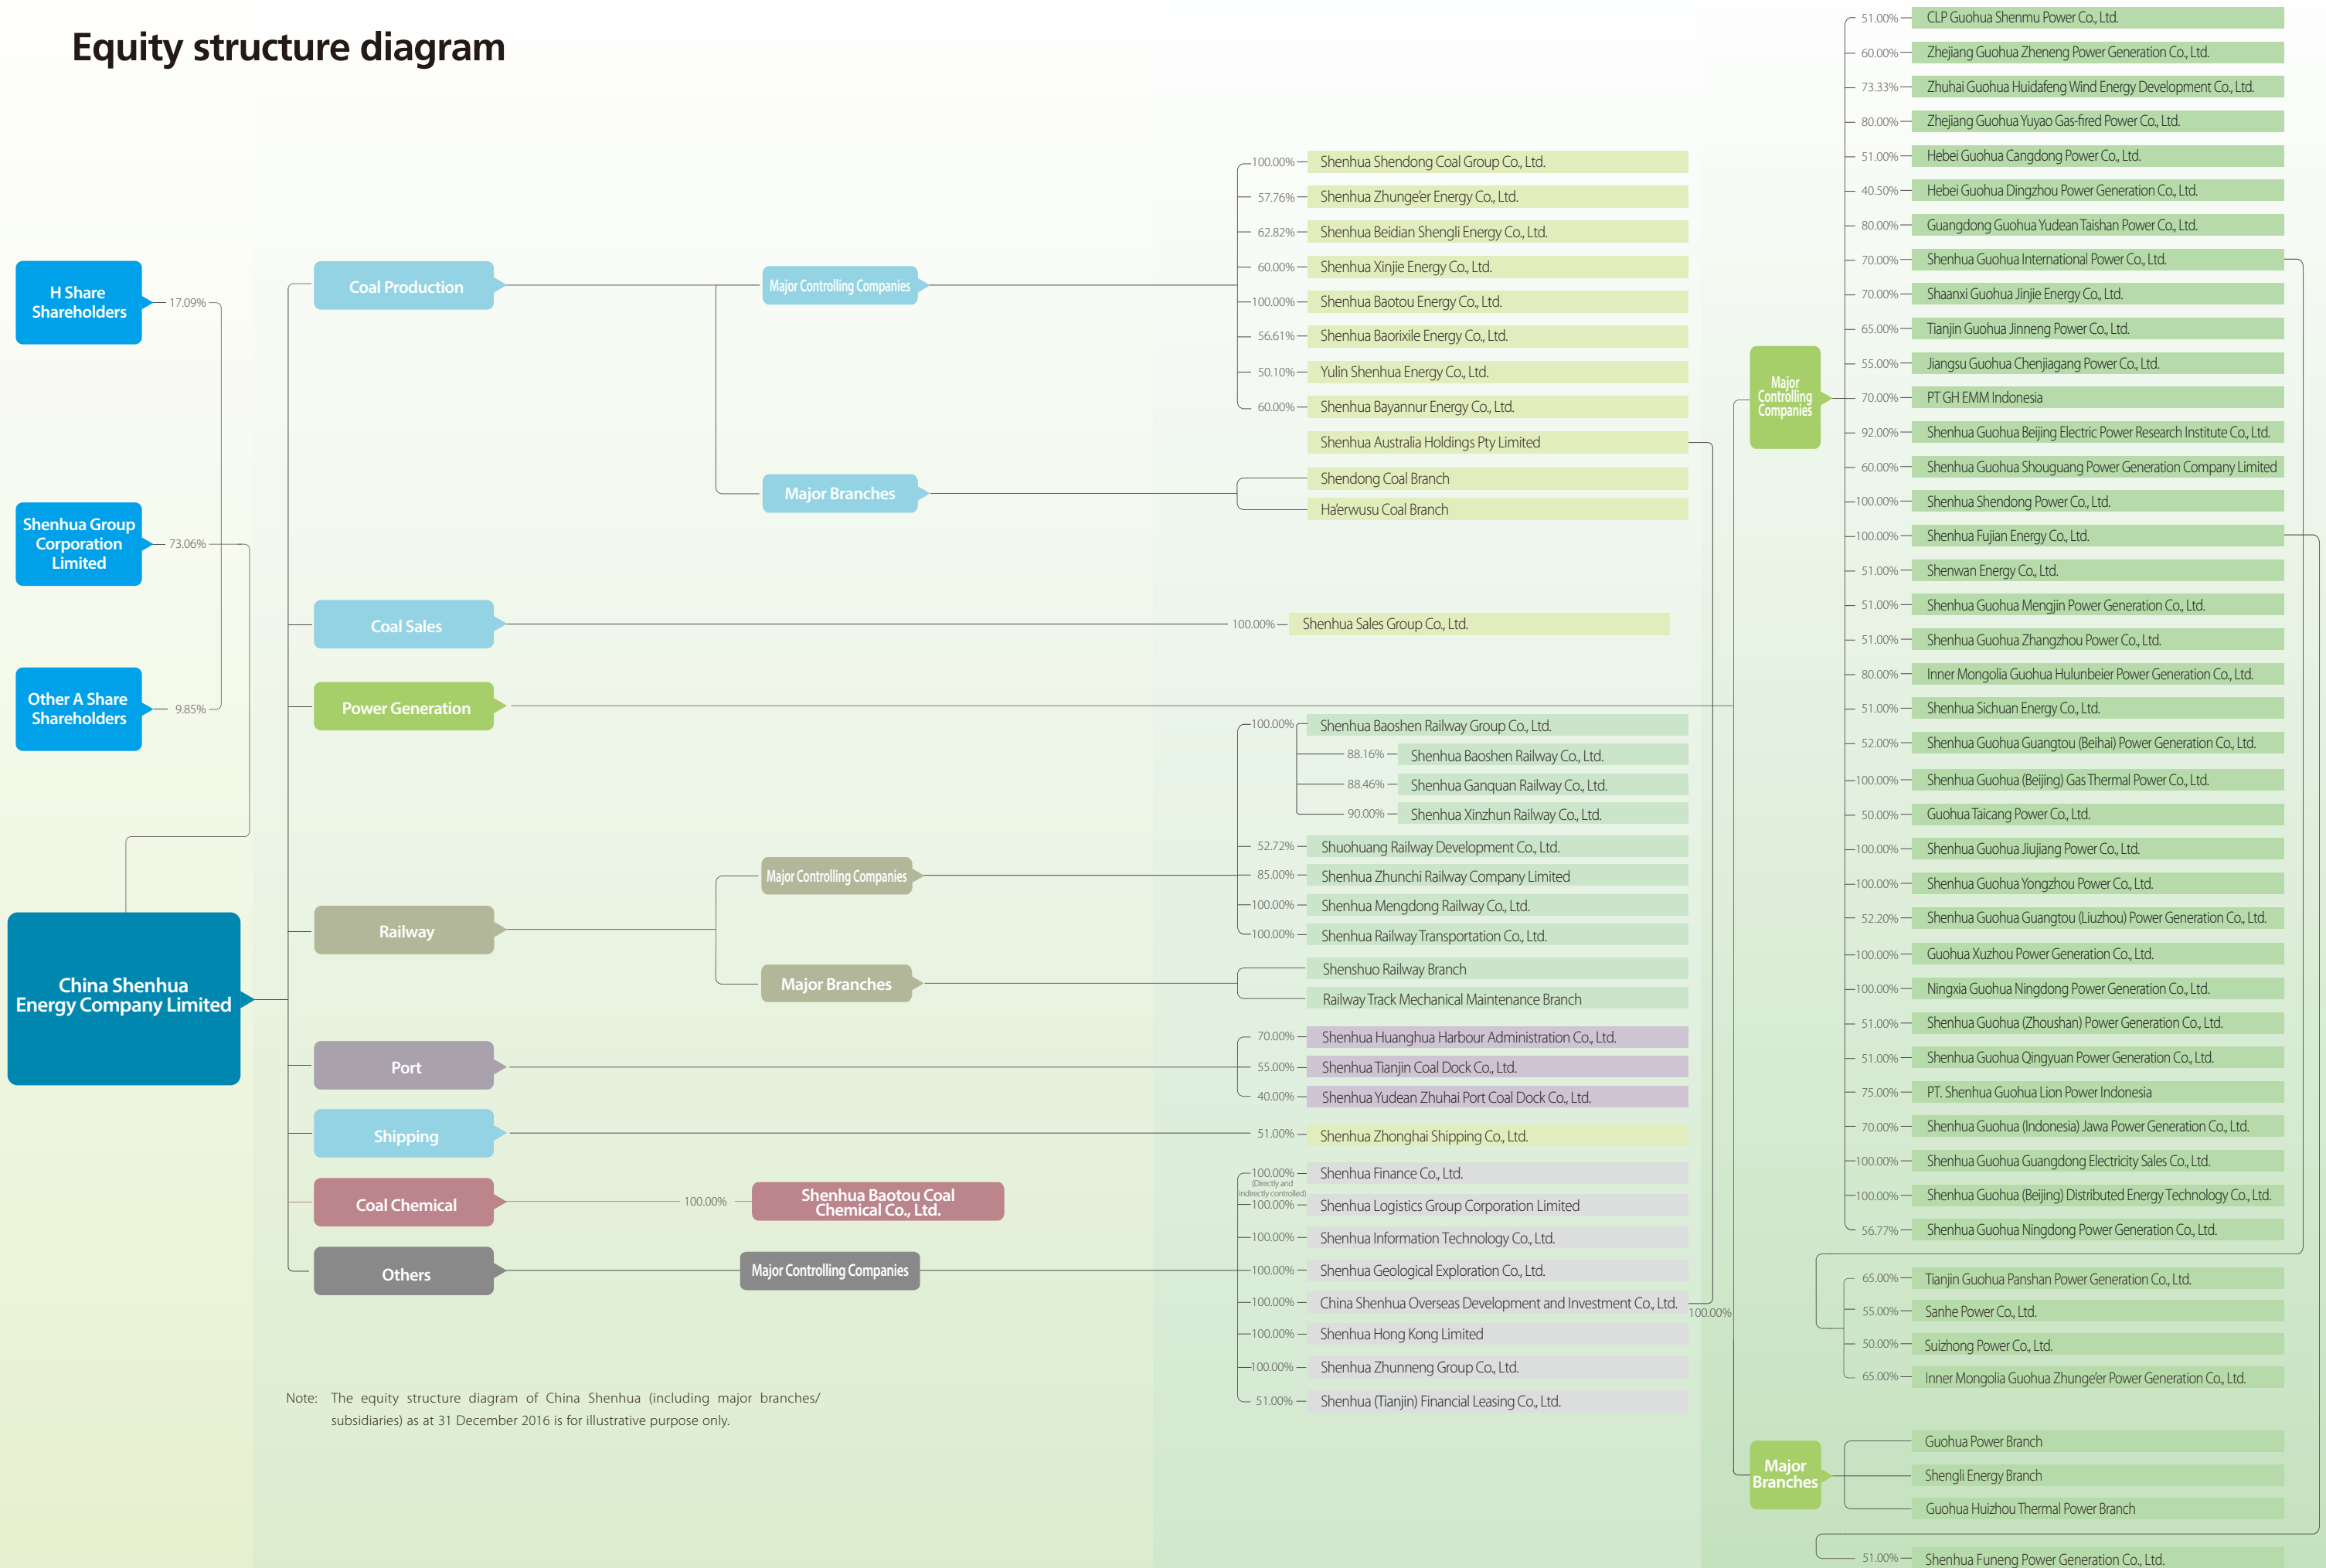 Equity structure diagram
H Share
Shareholders
17.09%
Shenhua Group
Corporation
Limited
73.06%
Other A Share
Shareholders
9.85%
China Shenhua
Energy Company Limited
Coal Production
Major Controlling Companies
100.00%
Shenhua Shendong Coal Group Co., Ltd.
57.76%
Shenhua Zhunge’er Energy Co., Ltd.
62.82%
Shenhua Beidian Shengli Energy Co., Ltd.
60.00%
Shenhua Xinjie Energy Co., Ltd.
100.00%
Shenhua Baotou Energy Co., Ltd.
56.61%
Shenhua Baorixile Energy Co., Ltd.
50.10%
Yulin Shenhua Energy Co., Ltd.
60.00%
Shenhua Bayannur Energy Co., Ltd.
Shenhua Australia Holdings Pty Limited
Major Branches
Shendong Coal Branch
Ha’erwusu Coal Branch
Coal Sales
100.00%
Shenhua Sales Group Co., Ltd.
Power Generation
Railway
Major Controlling Companies
100.00%
Shenhua Baoshen Railway Group Co., Ltd.
88.16%
Shenhua Baoshen Railway Co., Ltd.
88.46%
Shenhua Ganquan Railway Co., Ltd.
90.00%
Shenhua Xinzhun Railway Co., Ltd.
52.72%
Shuohuang Railway Development Co., Ltd.
85.00%
Shenhua Zhunchi Railway Company Limited
100.00%
Shenhua Mengdong Railway Co., Ltd.
100.00%
Shenhua Railway Transportation Co., Ltd.
Major Branches
Shenshuo Railway Branch
Railway Track Mechanical Maintenance Branch
Port
70.00%
Shenhua Huanghua Harbour Administration Co., Ltd.
55.00%
Shenhua Tianjin Coal Dock Co., Ltd.
40.00%
Shenhua Yudean Zhuhai Port Coal Dock Co., Ltd.
Shipping
51.00%
Shenhua Zhonghai Shipping Co., Ltd.
Coal Chemical
100.00%
Shenhua Baotou Coal
Chemical Co., Ltd.
Others
Major Controlling Companies
100.00%
(Directly and
indirectly controlled)
Shenhua Finance Co., Ltd.
100.00%
Shenhua Logistics Group Corporation Limited
100.00%
Shenhua Information Technology Co., Ltd.
100.00%
Shenhua Geological Exploration Co., Ltd.
100.00%
China Shenhua Overseas Development and Investment Co., Ltd.
100.00%
100.00%
Shenhua Hong Kong Limited
100.00%
Shenhua Zhunneng Group Co., Ltd.
51.00%
Shenhua (Tianjin) Financial Leasing Co., Ltd.
Note: The equity structure diagram of China Shenhua (including major branches/
subsidiaries) as at 31 December 2016 is for illustrative purpose only.
Major
Controlling
Companies
51.00%
CLP Guohua Shenmu Power Co., Ltd.
60.00%
Zhejiang Guohua Zheneng Power Generation Co., Ltd.
73.33%
Zhuhai Guohua Huidafeng Wind Energy Development Co., Ltd.
80.00%
Zhejiang Guohua Yuyao Gas-fired Power Co., Ltd.
51.00%
Hebei Guohua Cangdong Power Co., Ltd.
40.50%
Hebei Guohua Dingzhou Power Generation Co., Ltd.
80.00%
Guangdong Guohua Yudean Taishan Power Co., Ltd.
70.00%
Shenhua Guohua International Power Co., Ltd.
70.00%
Shaanxi Guohua Jinjie Energy Co., Ltd.
65.00%
Tianjin Guohua Jinneng Power Co., Ltd.
55.00%
Jiangsu Guohua Chenjiagang Power Co., Ltd.
70.00%
PT GH EMM Indonesia
92.00%
Shenhua Guohua Beijing Electric Power Research Institute Co., Ltd.
60.00%
Shenhua Guohua Shouguang Power Generation Company Limited
100.00%
Shenhua Shendong Power Co., Ltd.
100.00%
Shenhua Fujian Energy Co., Ltd.
51.00%
Shenwan Energy Co., Ltd.
51.00%
Shenhua Guohua Mengjin Power Generation Co., Ltd.
51.00%
Shenhua Guohua Zhangzhou Power Co., Ltd.
80.00%
Inner Mongolia Guohua Hulunbeier Power Generation Co., Ltd.
51.00%
Shenhua Sichuan Energy Co., Ltd.
52.00%
Shenhua Guohua Guangtou (Beihai) Power Generation Co., Ltd.
100.00%
Shenhua Guohua (Beijing) Gas Thermal Power Co., Ltd.
50.00%
Guohua Taicang Power Co., Ltd.
100.00%
Shenhua Guohua Jiujiang Power Co., Ltd.
100.00%
Shenhua Guohua Yongzhou Power Co., Ltd.
52.20%
Shenhua Guohua Guangtou (Liuzhou) Power Generation Co., Ltd.
100.00%
Guohua Xuzhou Power Generation Co., Ltd.
100.00%
Ningxia Guohua Ningdong Power Generation Co., Ltd.
51.00%
Shenhua Guohua (Zhoushan) Power Generation Co., Ltd.
51.00%
Shenhua Guohua Qingyuan Power Generation Co., Ltd.
75.00%
PT. Shenhua Guohua Lion Power Indonesia
70.00%
Shenhua Guohua (Indonesia) Jawa Power Generation Co., Ltd.
100.00%
Shenhua Guohua Guangdong Electricity Sales Co., Ltd.
100.00%
Shenhua Guohua (Beijing) Distributed Energy Technology Co., Ltd.
56.77%
Shenhua Guohua Ningdong Power Generation Co., Ltd.
65.00%
Tianjin Guohua Panshan Power Generation Co., Ltd.
55.00%
Sanhe Power Co., Ltd.
50.00%
Suizhong Power Co., Ltd.
65.00%
Inner Mongolia Guohua Zhunge’er Power Generation Co., Ltd.
Major
Branches
Guohua Power Branch
Shengli Energy Branch
Guohua Huizhou Thermal Power Branch
51.00%
Shenhua Funeng Power Generation Co., Ltd.